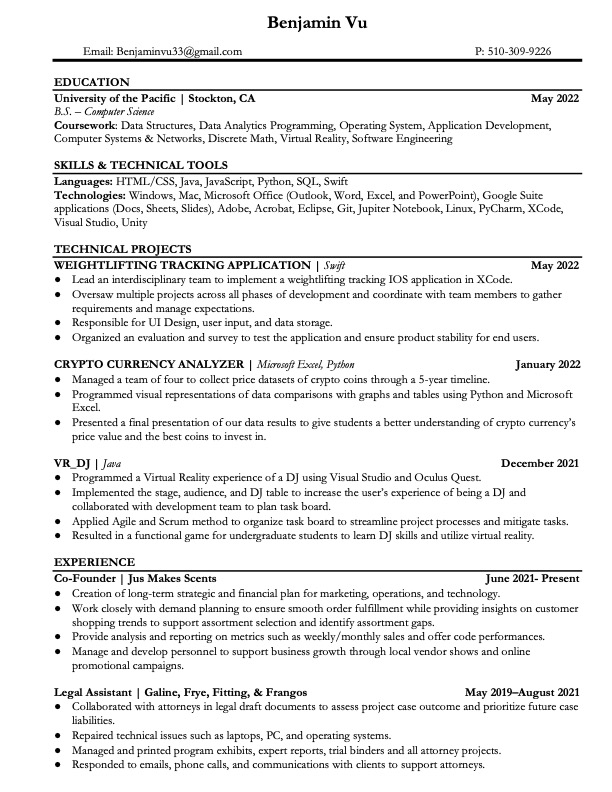 Benjamin Vu
Email: Benjaminvu33@gmail.com P: 510-309-9226
EDUCATION
University of the Pacific | Stockton, CA May 2022
B.S. – Computer Science
Coursework: Data Structures, Data Analytics Programming, Operating System, Application Development,
Computer Systems & Networks, Discrete Math, Virtual Reality, Software Engineering
SKILLS & TECHNICAL TOOLS
Languages: HTML/CSS, Java, JavaScript, Python, SQL, Swift
Technologies: Windows, Mac, Microsoft Office (Outlook, Word, Excel, and PowerPoint), Google Suite
applications (Docs, Sheets, Slides), Adobe, Acrobat, Eclipse, Git, Jupiter Notebook, Linux, PyCharm, XCode,
Visual Studio, Unity
TECHNICAL PROJECTS
WEIGHTLIFTING TRACKING APPLICATION | Swift May 2022
● Lead an interdisciplinary team to implement a weightlifting tracking IOS application in XCode.
● Oversaw multiple projects across all phases of development and coordinate with team members to gather
requirements and manage expectations.
● Responsible for UI Design, user input, and data storage.
● Organized an evaluation and survey to test the application and ensure product stability for end users.
CRYPTO CURRENCY ANALYZER | Microsoft Excel, Python January 2022
● Managed a team of four to collect price datasets of crypto coins through a 5-year timeline.
● Programmed visual representations of data comparisons with graphs and tables using Python and Microsoft
Excel.
● Presented a final presentation of our data results to give students a better understanding of crypto currency's
price value and the best coins to invest in.
VR_DJ | Java December 2021
● Programmed a Virtual Reality experience of a DJ using Visual Studio and Oculus Quest.
● Implemented the stage, audience, and DJ table to increase the user's experience of being a DJ and
collaborated with development team to plan task board.
● Applied Agile and Scrum method to organize task board to streamline project processes and mitigate tasks.
● Resulted in a functional game for undergraduate students to learn DJ skills and utilize virtual reality.
EXPERIENCE
Co-Founder | Jus Makes Scents June 2021- Present
● Creation of long-term strategic and financial plan for marketing, operations, and technology.
● Work closely with demand planning to ensure smooth order fulfillment while providing insights on customer
shopping trends to support assortment selection and identify assortment gaps.
● Provide analysis and reporting on metrics such as weekly/monthly sales and offer code performances.
● Manage and develop personnel to support business growth through local vendor shows and online
promotional campaigns.
Legal Assistant | Galine, Frye, Fitting, & Frangos May 2019–August 2021
● Collaborated with attorneys in legal draft documents to assess project case outcome and prioritize future case
liabilities.
● Repaired technical issues such as laptops, PC, and operating systems.
● Managed and printed program exhibits, expert reports, trial binders and all attorney projects.
● Responded to emails, phone calls, and communications with clients to support attorneys.